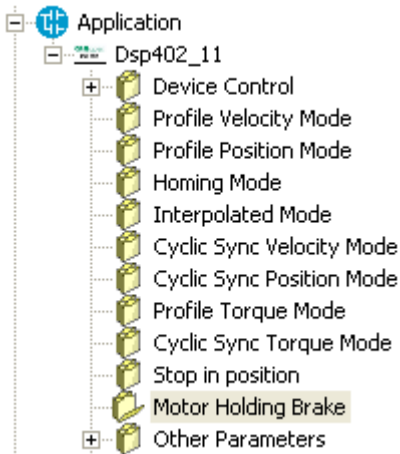 Application
Dsp402_11
Device Control
Profile Velocity Mode
Profile Position Mode
Homing Mode
Interpolated Mode
Cyclic Sync Velocity Mode
Cyclic Sync Position Mode
Profile Torque Mode
Cyclic Sync Torque Mode
Stop in position
Motor Holding Brake
Other Parameters